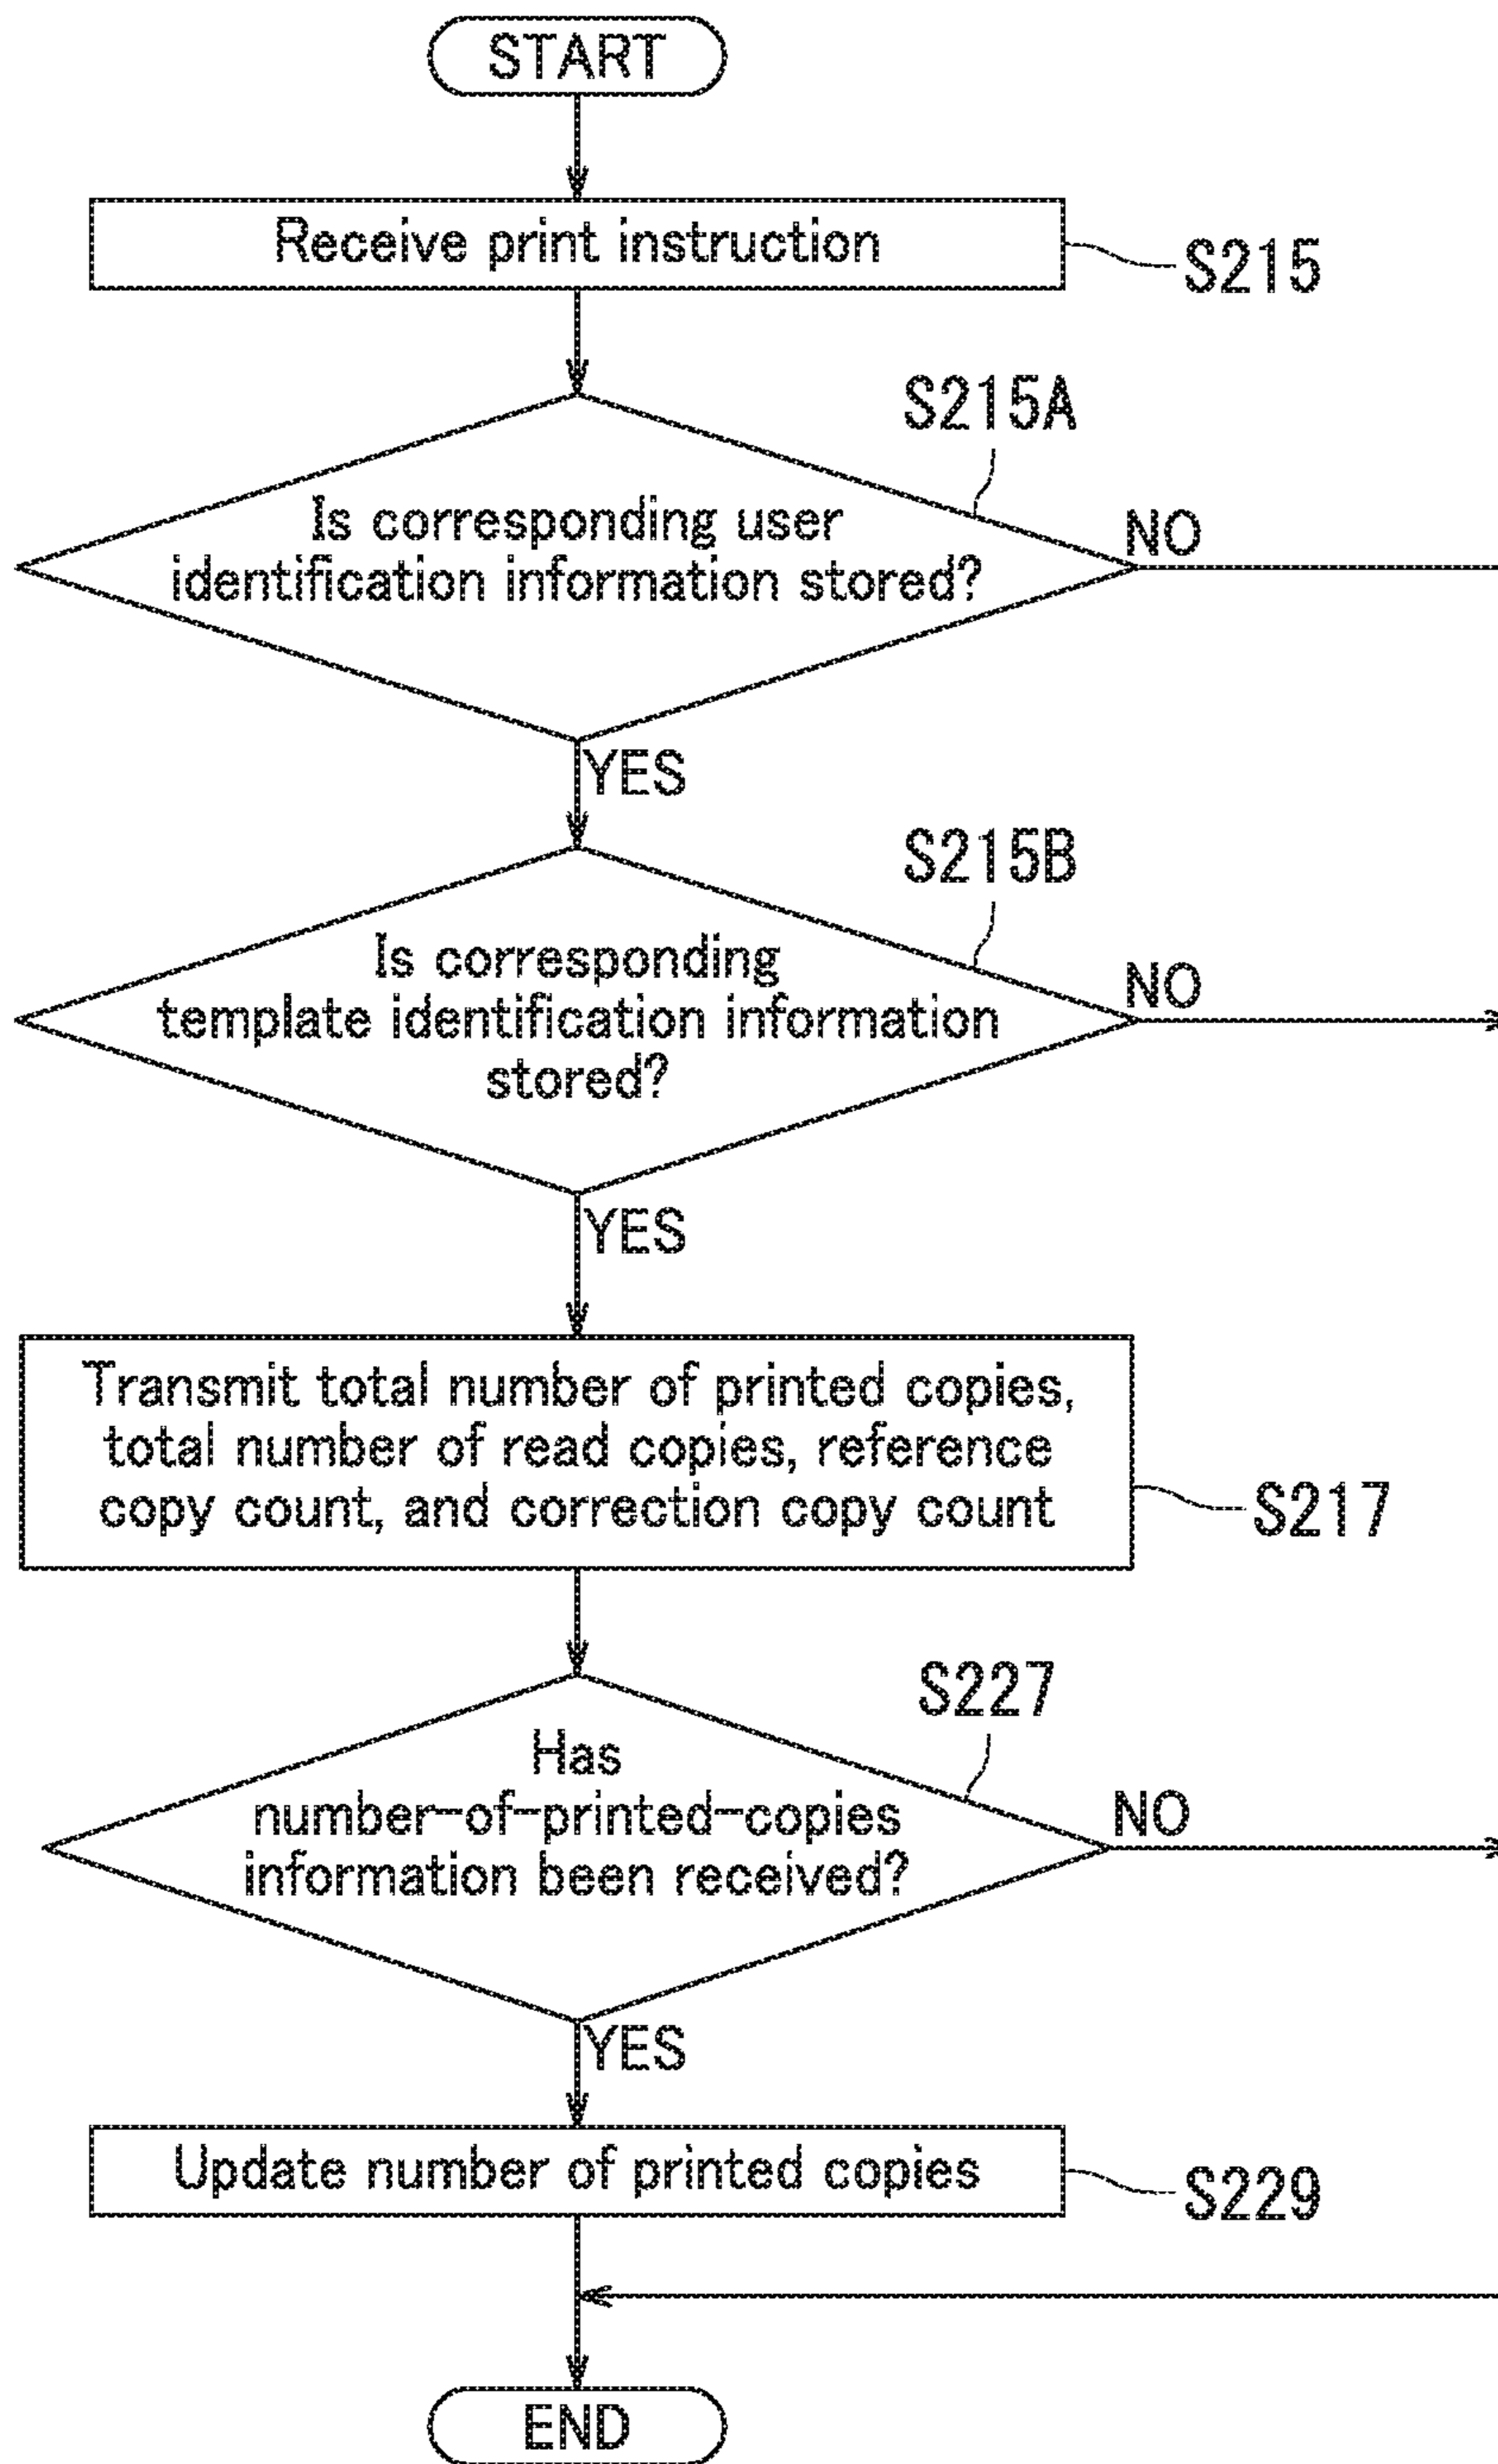 START
Receive print instruction
S215
S215A
Is corresponding user
identification information stored?
NO
YES
S215B
Is corresponding
template identification information
stored?
NO
YES
Transmit total number of printed copies,
total number of read copies, reference
copy count, and correction copy count
S217
S227
Has
number-of-printed-copies
information been received?
NO
YES
Update number of printed copies
S229
END